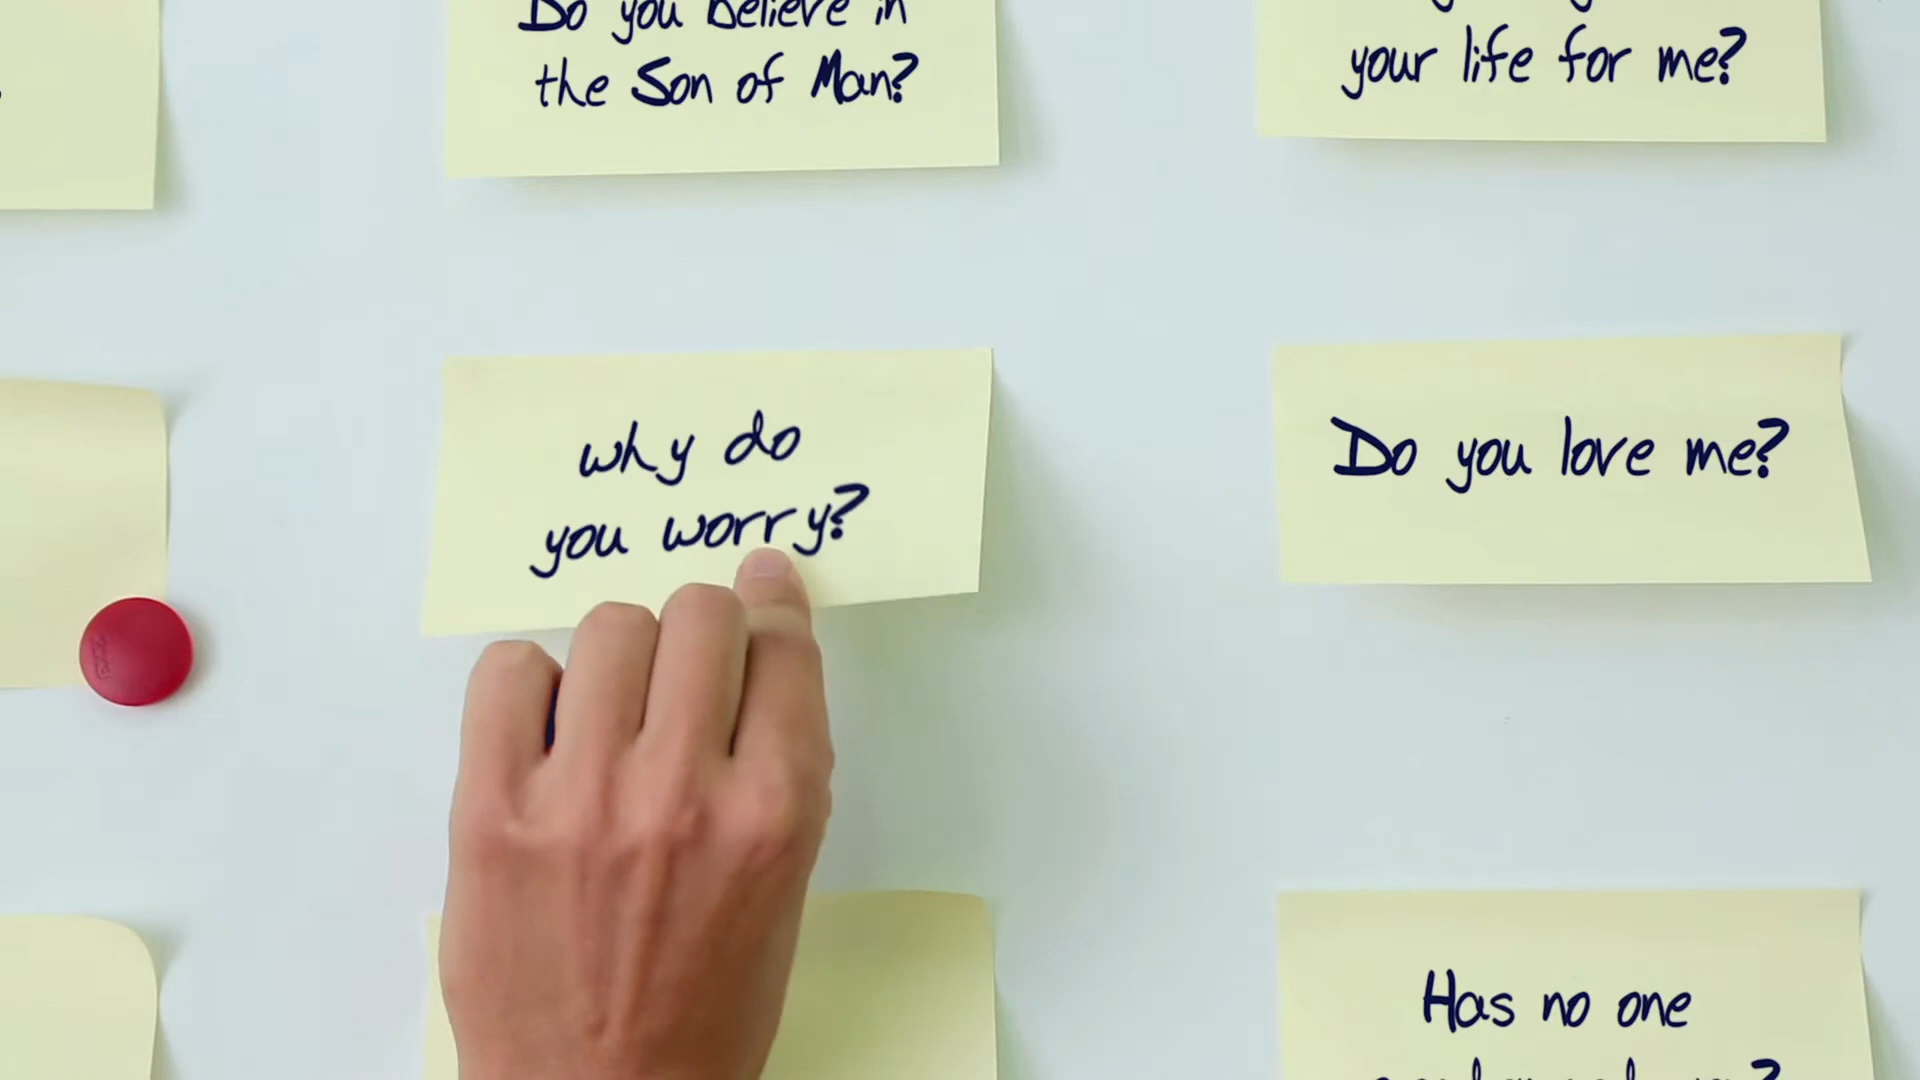 Do you believe in
the Son of Man?
your life for me?
why do
you worry?
Do you love me?
Has no one